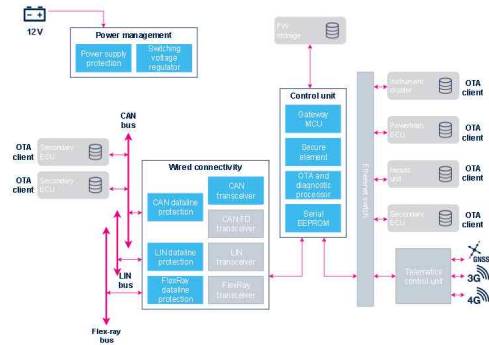 12V
Power management
Power supply
protection
Switching
voltage
regulator
FW
storage
CAN
bus
OTA
client
Secondary
ECU
OTA
client
Secondary
ECU
Wired connectivity
CAN dataline
protection
CAN
transceiver
CAN FD
transceiver
LIN dataline
protection
LIN
transceiver
FlexRay
dataline
protection
FlexRay
transceiver
LIN
bus
Flex-ray
bus
Control unit
Gateway
MCU
Secure
element
OTA and
diagnostic
processor
Serial
EEPROM
Ethernet switch
Instrument
cluster
OTA
client
Powertrain
ECU
OTA
client
Head
unit
OTA
client
Secondary
ECU
OTA
client
Telematics
control unit
GNSS
3G
4G